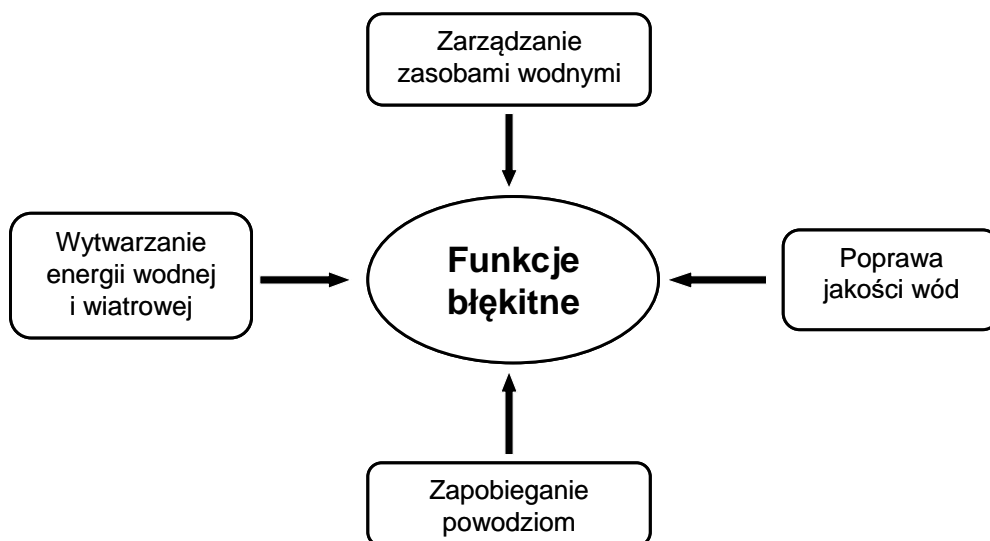 Zarządzanie
zasobami wodnymi
Wytwarzanie
energii wodnej
i wiatrowej
Funkcje
błękitne
Poprawa
jakości wód
Zapobieganie
powodziom